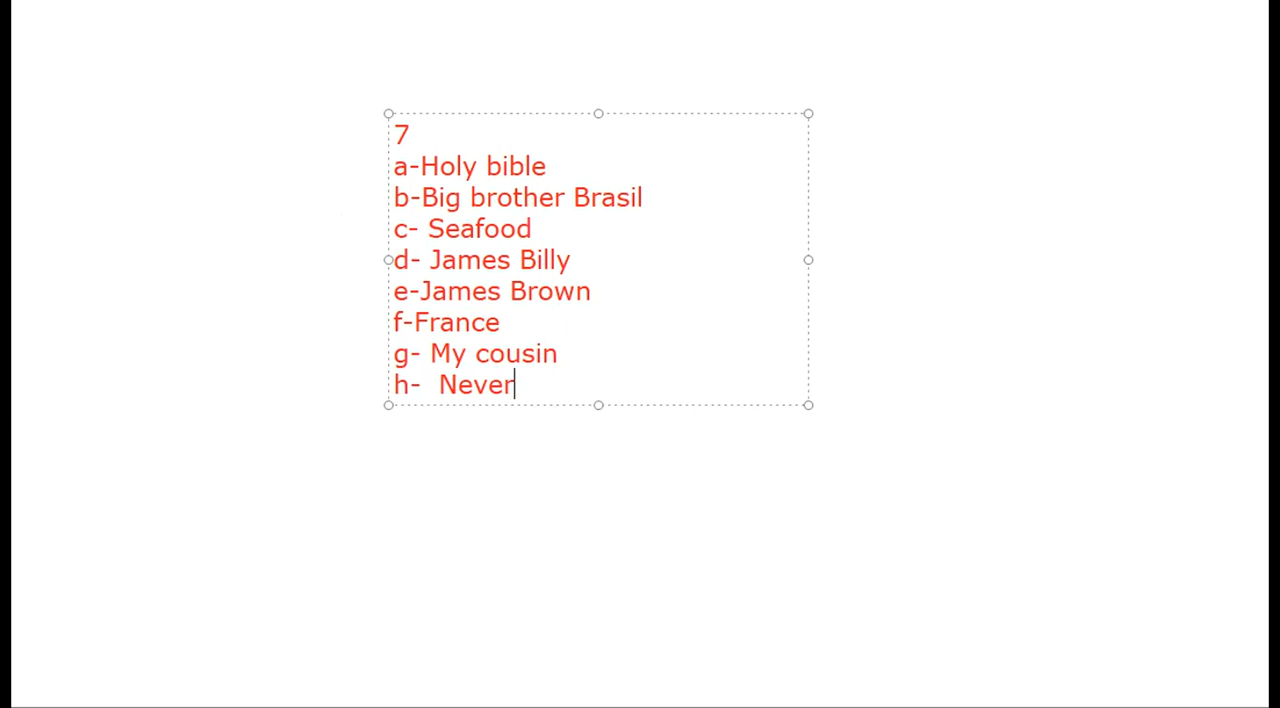 7
a-Holy bible
b-Big brother Brasil
c- Seafood
d- James Billy
e-James Brown
f-France
g- My cousin
h-  Never